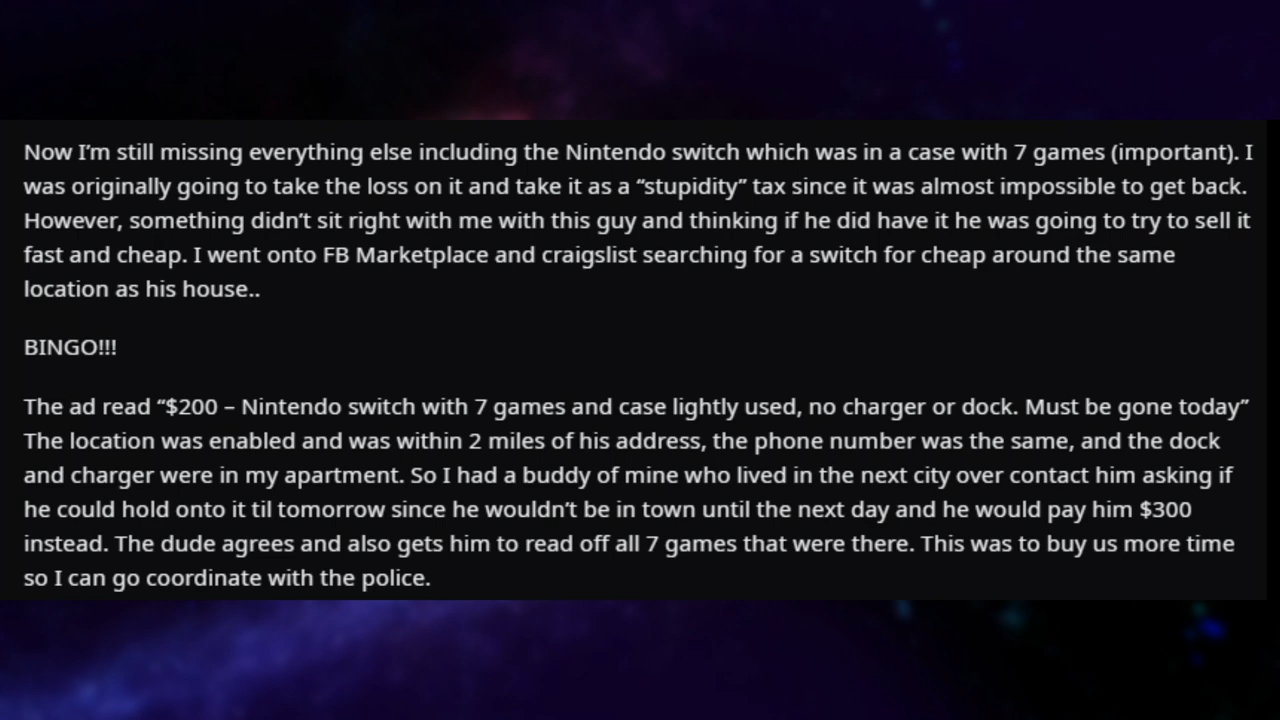 Now I’m still missing everything else including the Nintendo switch which was in a case with 7 games (important). I
was originally going to take the loss on it and take it as a “stupidity” tax since it was almost impossible to get back.
However, something didn’t sit right with me with this guy and thinking if he did have it he was going to try to sell it
fast and cheap. I went onto FB Marketplace and craigslist searching for a switch for cheap around the same
location as his house..
BINGO!!!
The ad read “$200 – Nintendo switch with 7 games and case lightly used, no charger or dock. Must be gone today”
The location was enabled and was within 2 miles of his address, the phone number was the same, and the dock
and charger were in my apartment. So I had a buddy of mine who lived in the next city over contact him asking if
he could hold onto it til tomorrow since he wouldn’t be in town until the next day and he would pay him $300
instead. The dude agrees and also gets him to read off all 7 games that were there. This was to buy us more time
so I can go coordinate with the police.